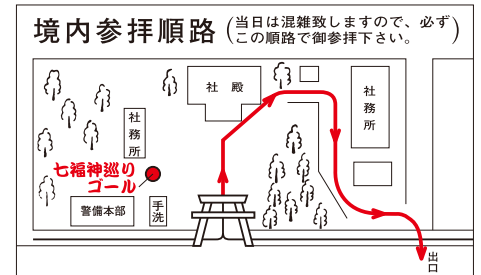 境内参拝順路
(当日は混雑致しますので、必ず
この順路で御参拝下さい。)
社殿
社務所
社務所
七福神巡り
ゴール
警備本部
手洗
出口